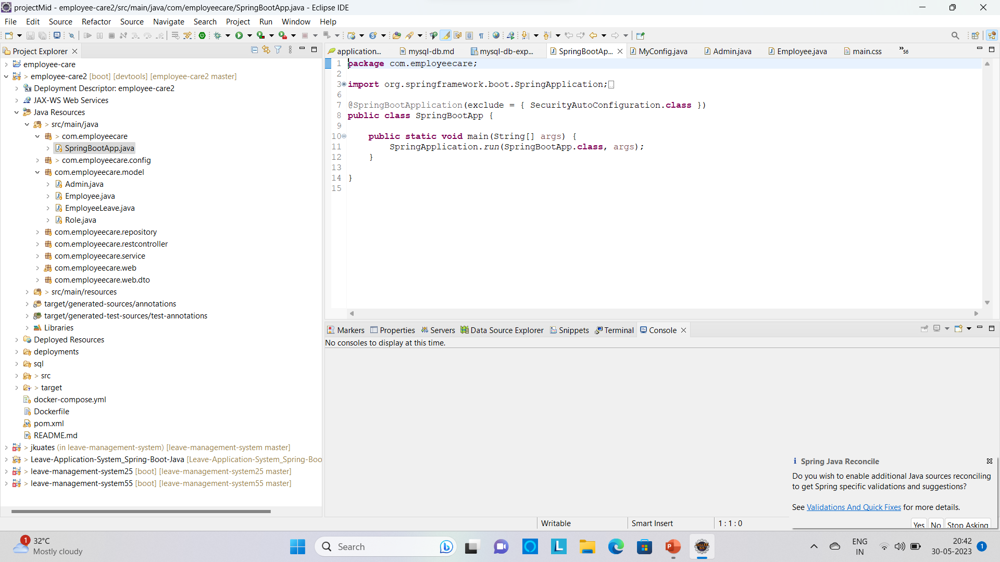 projectMid - employee-care2/src/main/java/com/employeecare/SpringBootApp.java - Eclipse IDE
File Edit Source Refactor Source Navigate Search Project Run Window Help
Project Explorer
employee-care
> employee-care2 [boot] [devtools] [employee-care2 master]
Deployment Descriptor: employee-care2
JAX-WS Web Services
Java Resources
> src/main/java
> com.employeecare
SpringBootApp.java
> com.employeecare.config
com.employeecare.model
Admin.java
Employee.java
EmployeeLeave.java
Role.java
com.employeecare.repository
com.employeecare.restcontroller
com.employeecare.service
com.employeecare.web
com.employeecare.web.dto
> src/main/resources
target/generated-sources/annotations
target/generated-test-sources/test-annotations
Libraries
Deployed Resources
deployments
sql
> src
> target
docker-compose.yml
Dockerfile
pom.xml
README.md
> jkuates (in leave-management-system) [leave-management-system master]
> Leave-Application-System_Spring-Boot-Java [Leave-Application-System_Spring-Boo
> leave-management-system25 [boot] [leave-management-system25 master]
> leave-management-system55 [boot] [leave-management-system55 master]
application... mysql-db.md mysql-db-exp... SpringBootAp... MyConfig.java Admin.java Employee.java main.css »56
1 package com.employeecare;
2
3 import org.springframework.boot.SpringApplication;
6
7 @SpringBootApplication(exclude = { SecurityAutoConfiguration.class })
8 public class SpringBootApp {
9
10 public static void main(String[] args) {
11 SpringApplication.run(SpringBootApp.class, args);
12 }
13
14 }
15
Markers Properties Servers Data Source Explorer Snippets Terminal Console
No consoles to display at this time.
Spring Java Reconcile
Do you wish to enable additional Java sources reconciling
to get Spring specific validations and suggestions?
See Validations And Quick Fixes for more details.
Yes No Stop Asking
Writable Smart Insert 1 : 1 : 0
1 32°C
Mostly cloudy
Search
ENG
IN
20:42
30-05-2023
1